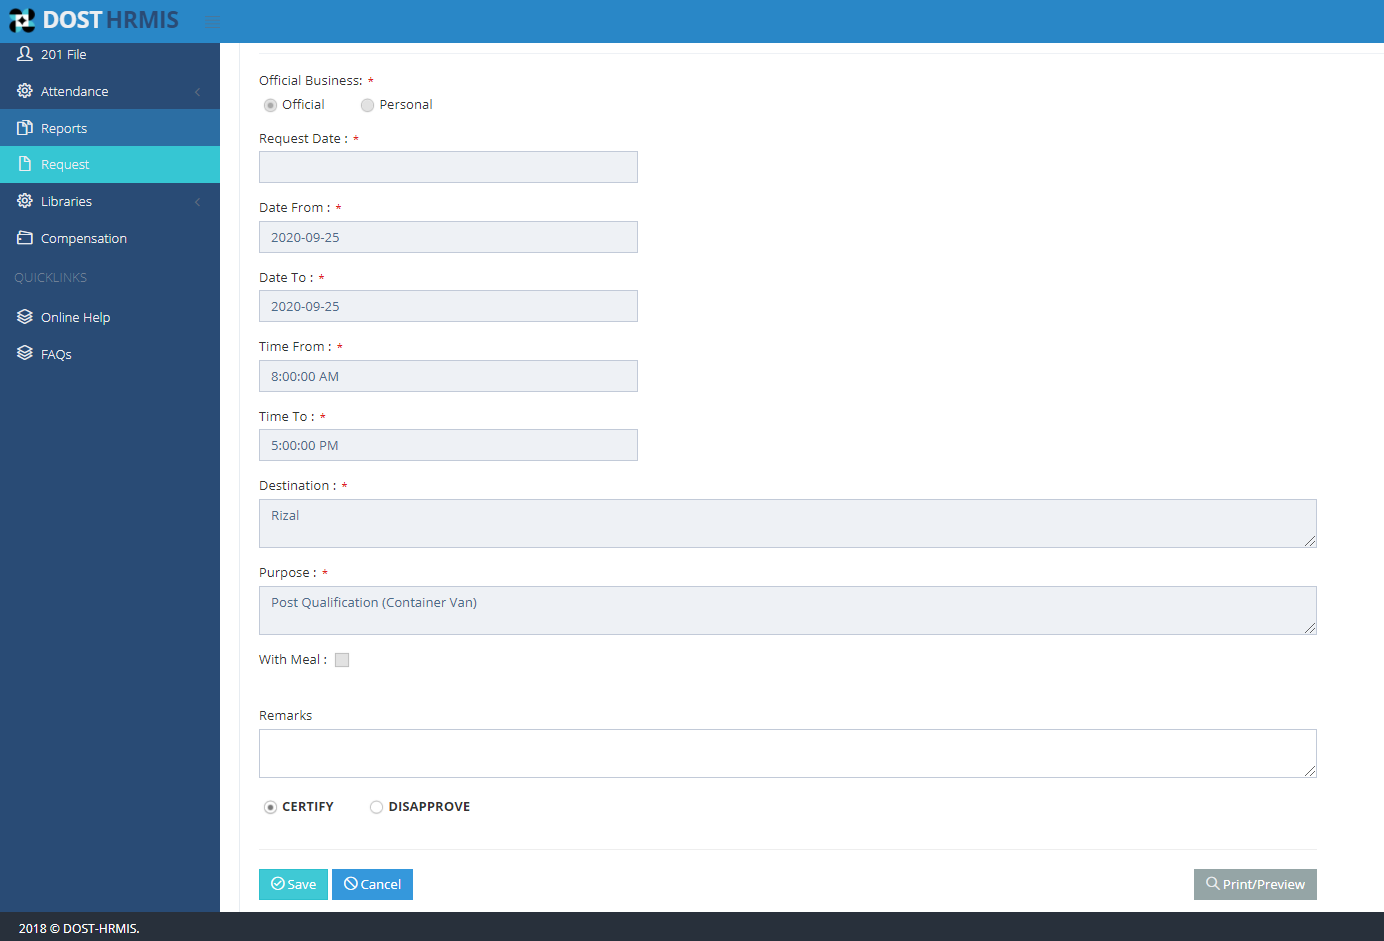 DOST HRMIS
201 File
Attendance
Reports
Request
Libraries
Compensation
QUICKLINKS
Online Help
FAQs
Official Business: *
Official Personal
Request Date : *
Date From : *
2020-09-25
Date To : *
2020-09-25
Time From : *
8:00:00 AM
Time To : *
5:00:00 PM
Destination : *
Rizal
Purpose : *
Post Qualification (Container Van)
With Meal :
Remarks
CERTIFY DISAPPROVE
Save Cancel Print/Preview
2018 © DOST-HRMIS.